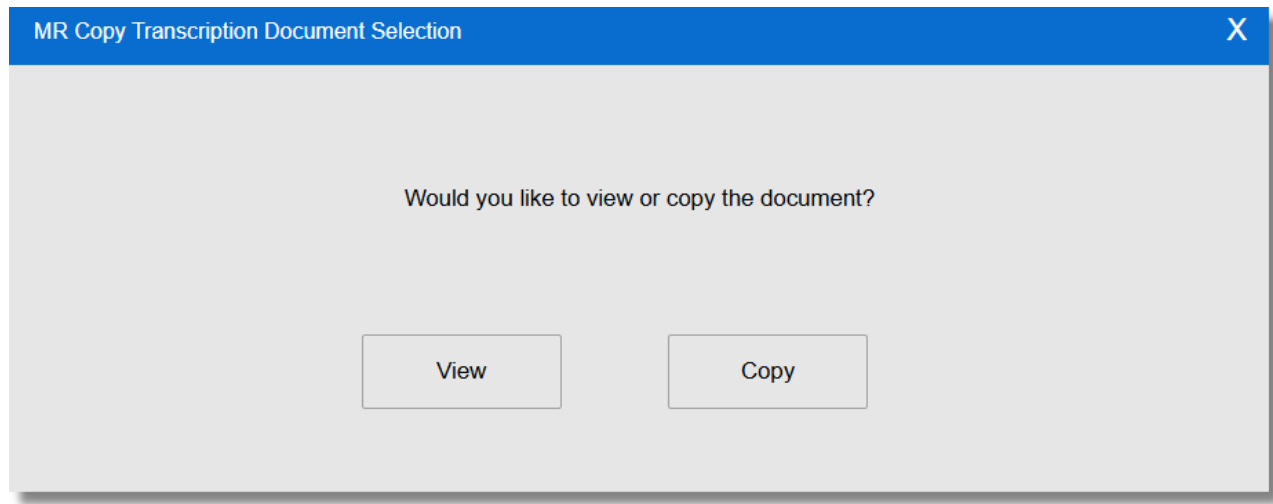 MR Copy Transcription Document Selection X
Would you like to view or copy the document?
View Copy